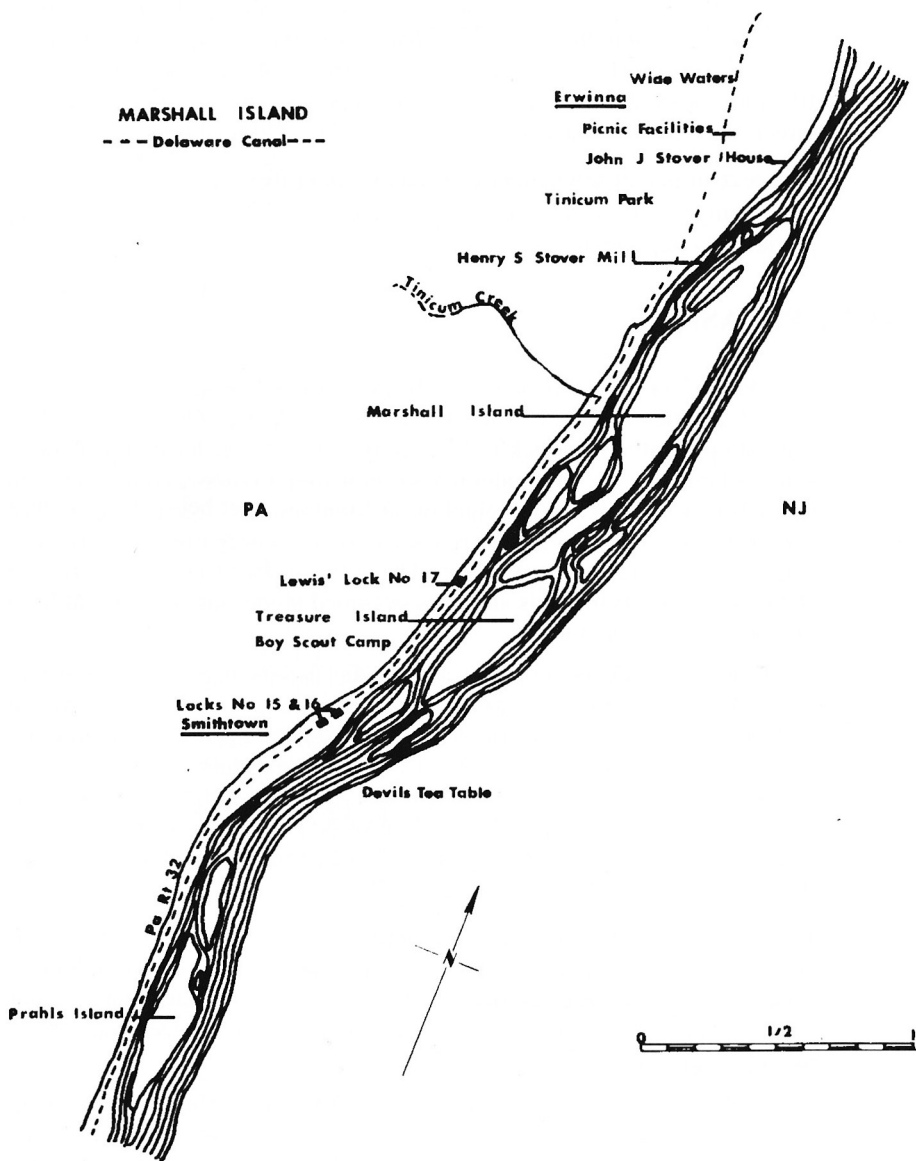 Wide Waters
Erwinna
MARSHALL ISLAND
--- Delaware Canal ---
Picnic Facilities
John J Stover House
Tinicum Park
Henry S Stover Mill
Tinicum Creek
Marshall Island
PA
NJ
Lewis' Lock No 17
Treasure Island
Boy Scout Camp
Locks No 15 & 16
Smithtown
Devils Tea Table
Pa Rt 32
N
Prahls Island
0 1/2 1